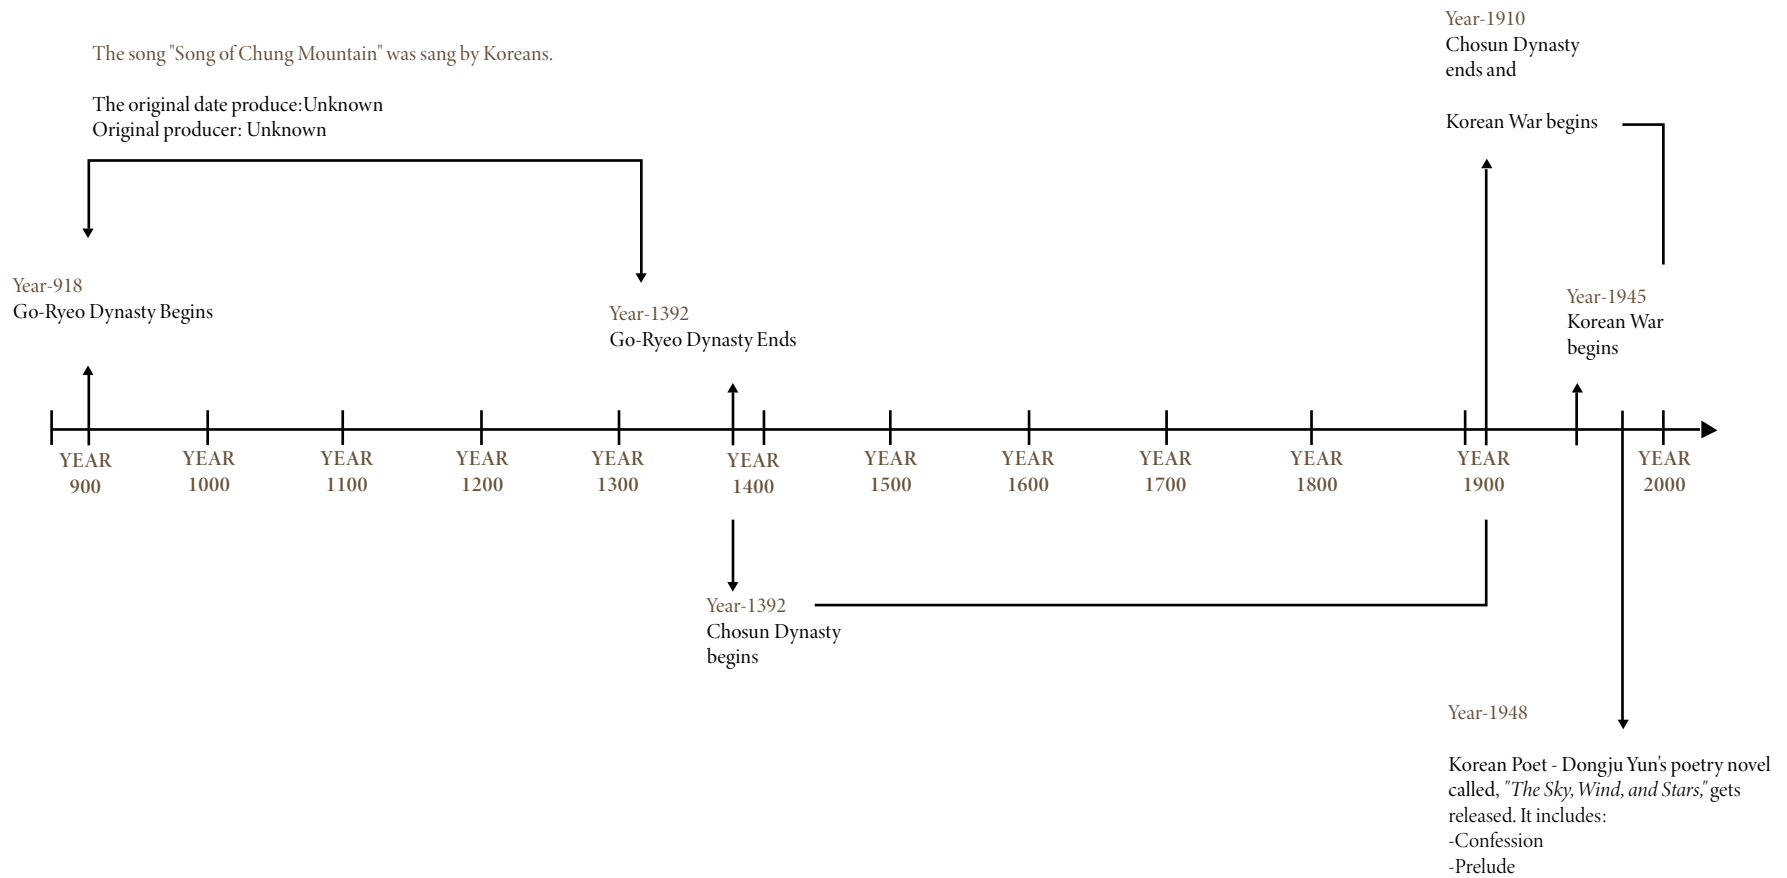 The song "Song of Chung Mountain" was sang by Koreans.
The original date produce:Unknown
Original producer: Unknown
Year-1910
Chosun Dynasty
ends and
Korean War begins
Year-918
Go-Ryeo Dynasty Begins
Year-1392
Go-Ryeo Dynasty Ends
Year-1945
Korean War
begins
YEAR
900
YEAR
1000
YEAR
1100
YEAR
1200
YEAR
1300
YEAR
1400
YEAR
1500
YEAR
1600
YEAR
1700
YEAR
1800
YEAR
1900
YEAR
2000
Year-1392
Chosun Dynasty
begins
Year-1948
Korean Poet - Dongju Yun's poetry novel
called, "The Sky, Wind, and Stars," gets
released. It includes:
-Confession
-Prelude